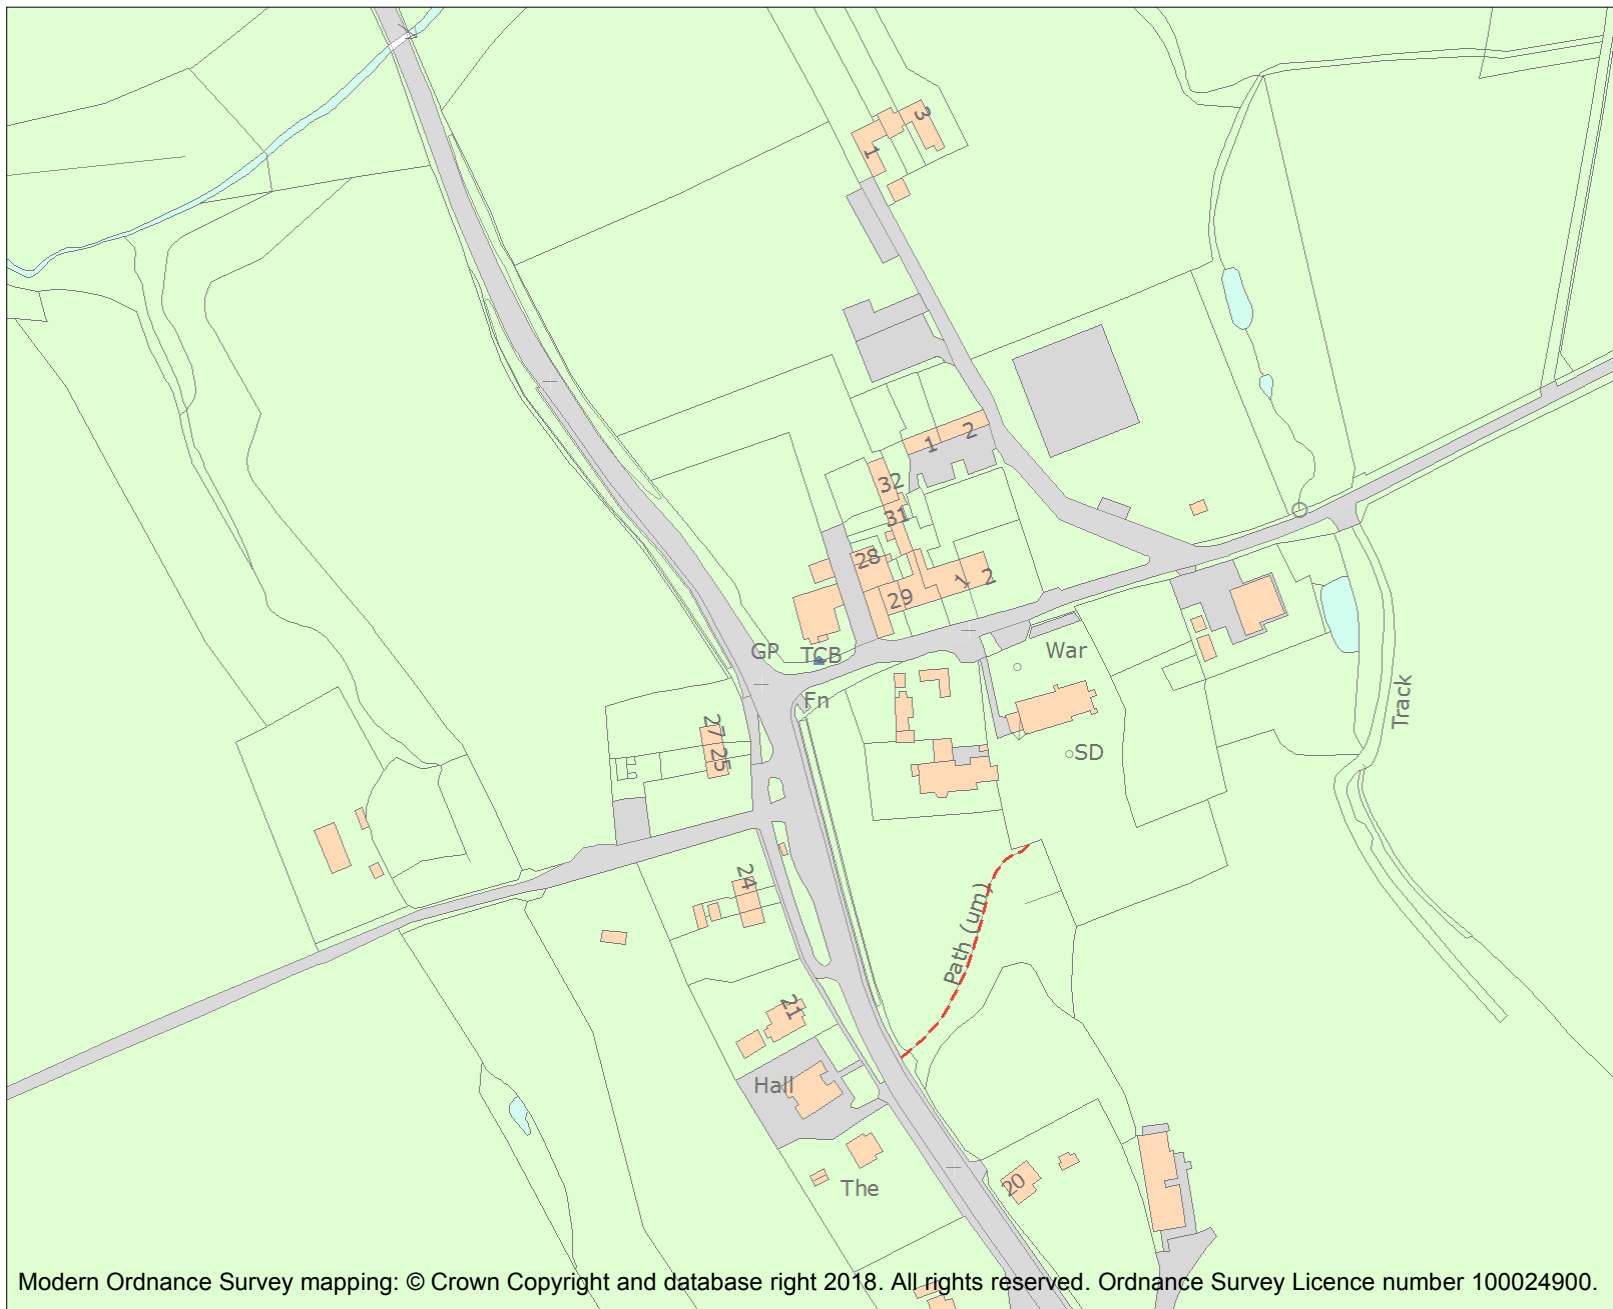 3
1
1 2
32
31
28
29
1 2
GP TCB
War
Fn
Track
27
25
SD
24
Path (um)
21
Hall
The
20
Modern Ordnance Survey mapping: © Crown Copyright and database right 2018. All rights reserved. Ordnance Survey Licence number 100024900.